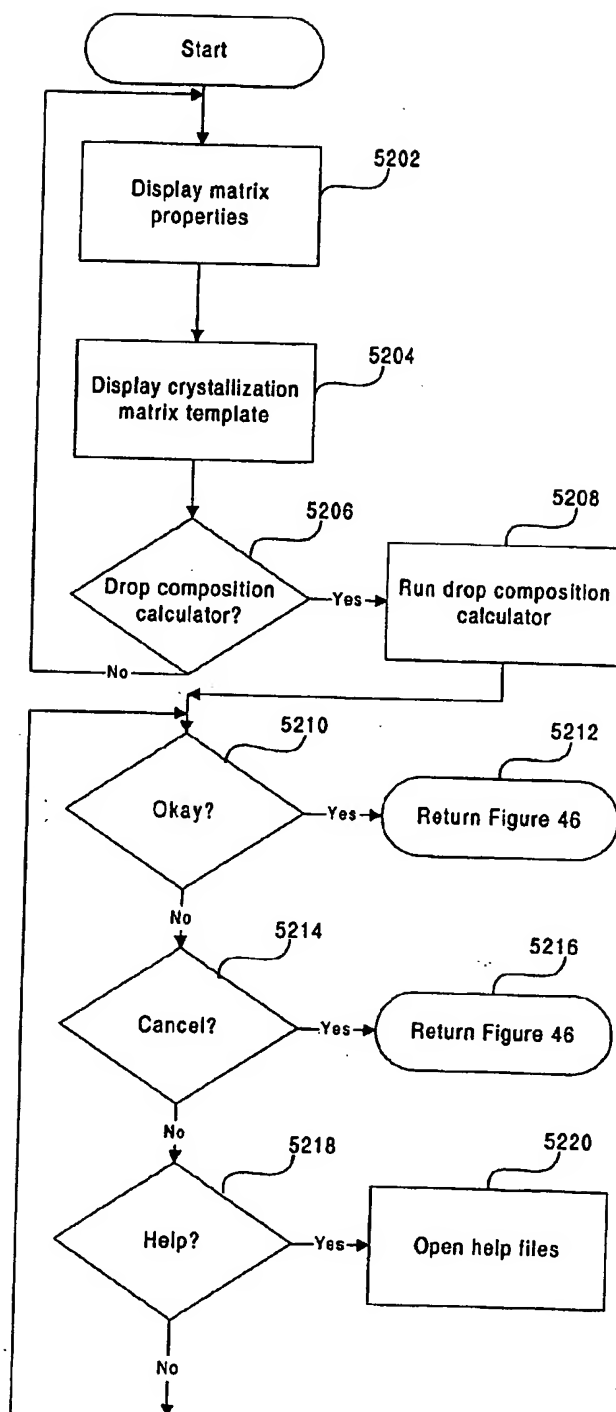 Start
5202
Display matrix
properties
5204
Display crystallization
matrix template
5206
Drop composition
calculator?
Yes
5208
Run drop composition
calculator
No
5210
Okay?
Yes
5212
Return Figure 46
No
5214
Cancel?
Yes
5216
Return Figure 46
No
5218
Help?
Yes
5220
Open help files
No